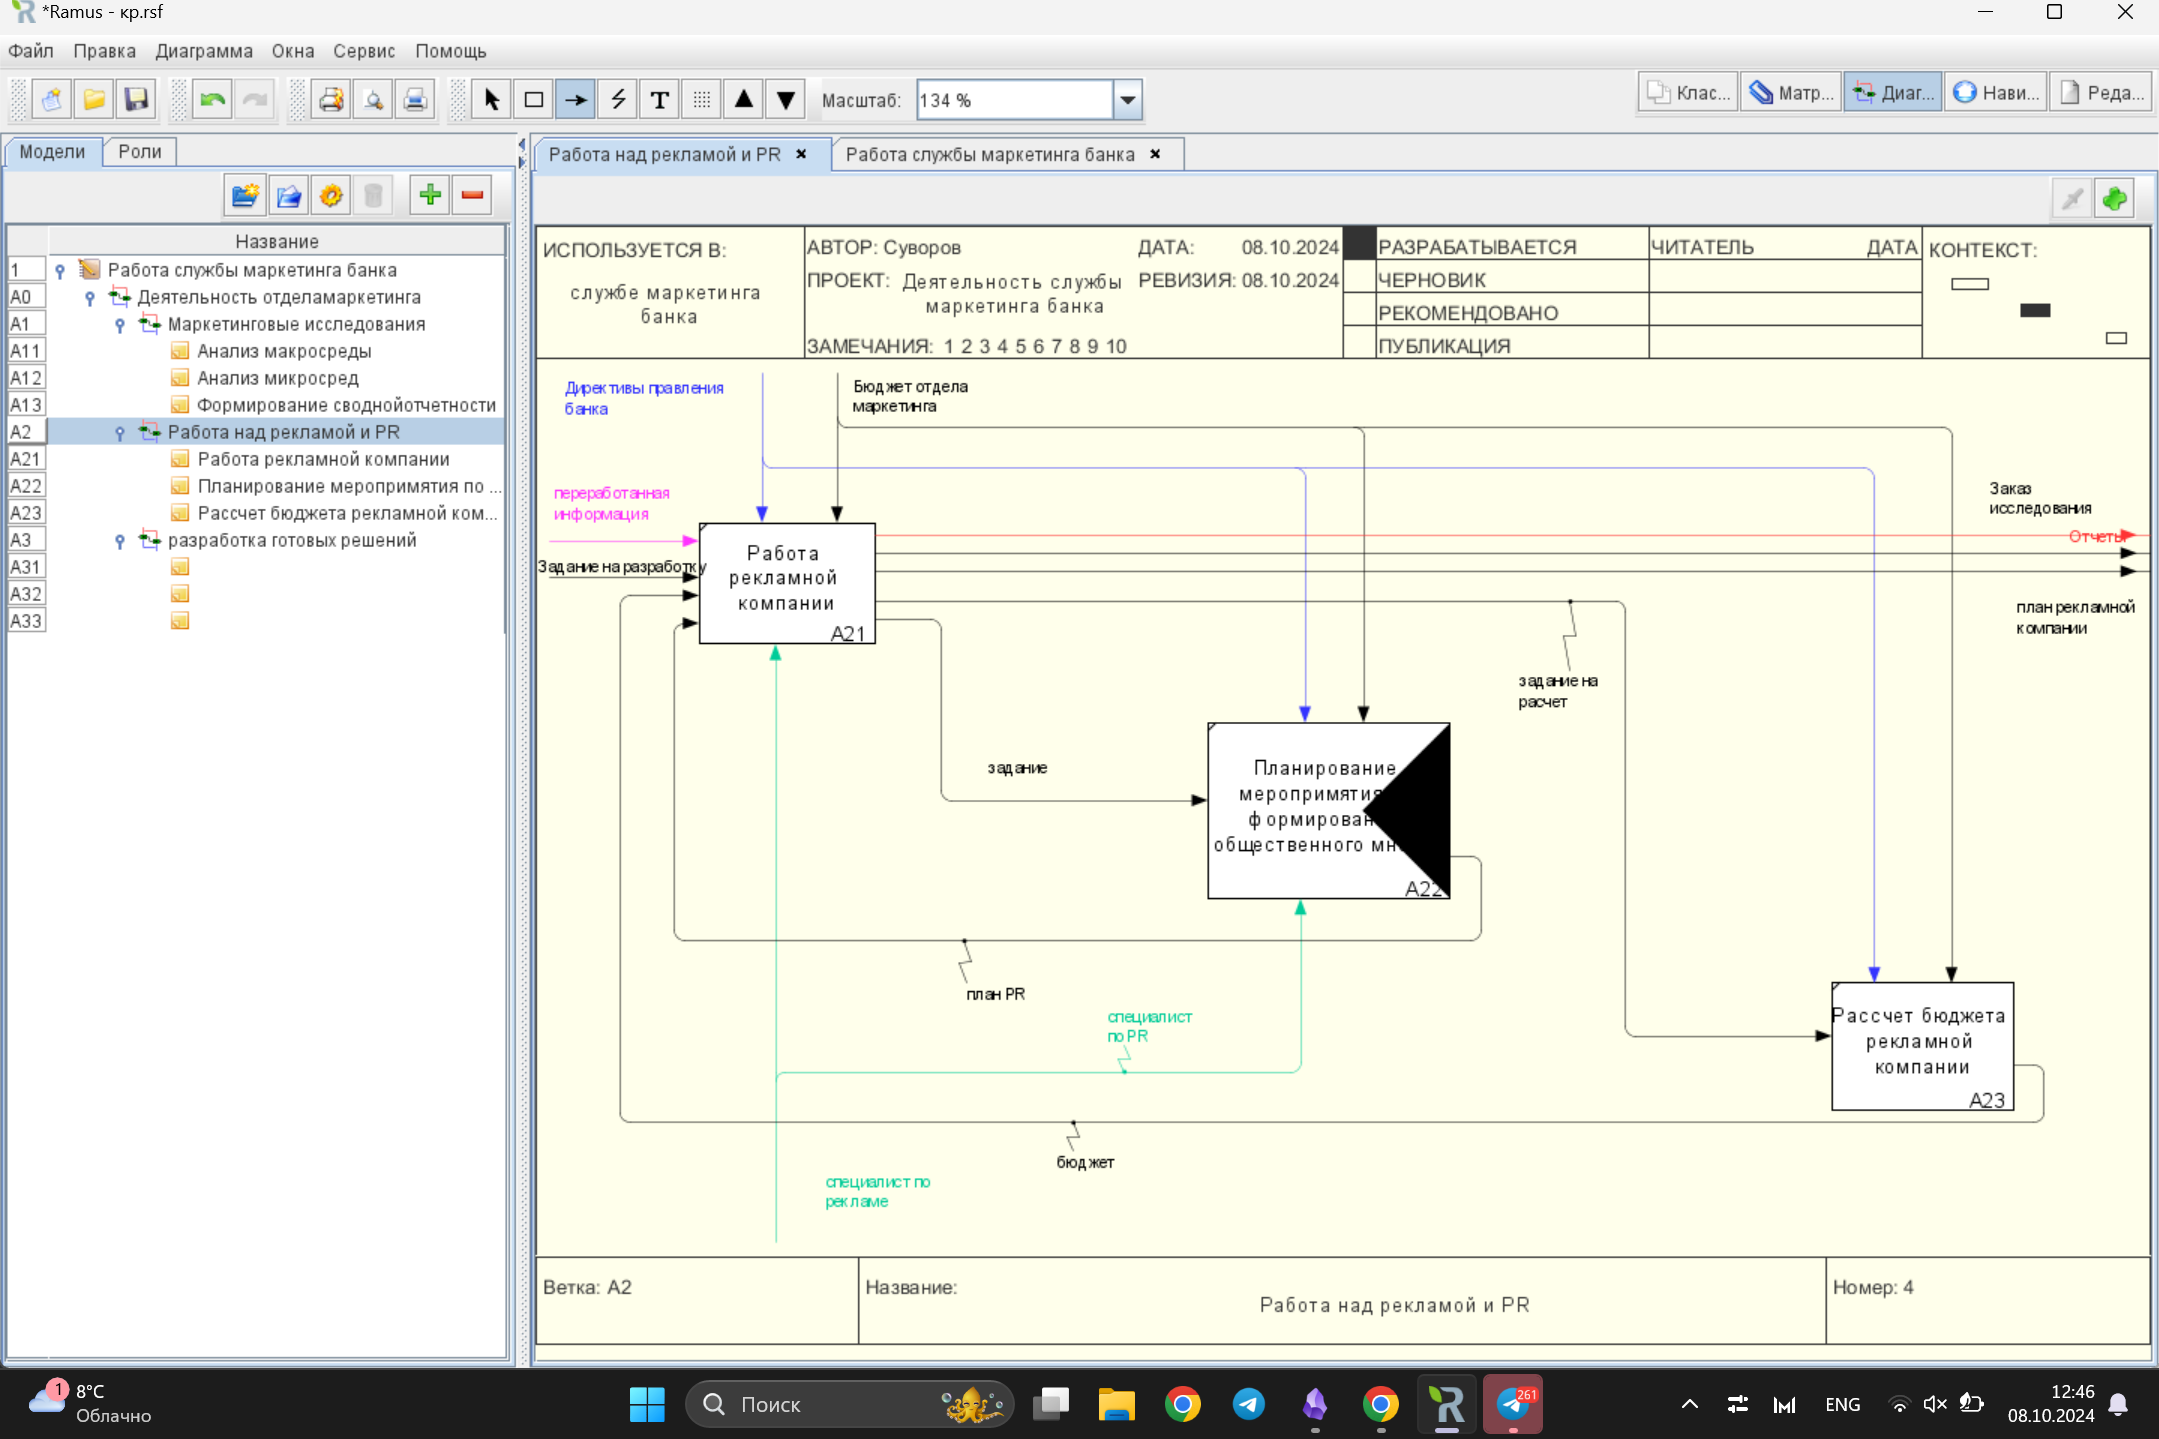 *Ramus - кр.rsf
Файл Правка Диаграмма Окна Сервис Помощь
Масштаб: 134 %
Клас... Матр... Диаг... Нави... Реда...
Модели Роли
Название
1 Работа службы маркетинга банка
A0 Деятельность отделамаркетинга
A1 Маркетинговые исследования
A11 Анализ макросреды
A12 Анализ микросред
A13 Формирование своднойотчетности
A2 Работа над рекламой и PR
A21 Работа рекламной компании
A22 Планирование меропримятия по ...
A23 Рассчет бюджета рекламной ком...
A3 разработка готовых решений
A31
A32
A33
Работа над рекламой и PR
Работа службы маркетинга банка
ИСПОЛЬЗУЕТСЯ В:
службе маркетинга
банка
АВТОР: Суворов
ДАТА: 08.10.2024
ПРОЕКТ: Деятельность службы
маркетинга банка
РЕВИЗИЯ: 08.10.2024
ЗАМЕЧАНИЯ: 1 2 3 4 5 6 7 8 9 10
РАЗРАБАТЫВАЕТСЯ
ЧЕРНОВИК
РЕКОМЕНДОВАНО
ПУБЛИКАЦИЯ
ЧИТАТЕЛЬ ДАТА
КОНТЕКСТ:
Директивы правления
банка
Бюджет отдела
маркетинга
переработанная
информация
Задание на разработку
Работа
рекламной
компании
A21
Заказ
исследования
Отчеты
план рекламной
компании
задание на
расчет
задание
Планирование
меропримятия
формирован
общественного мн
A22
план PR
специалист
по PR
Рассчет бюджета
рекламной
компании
A23
бюджет
специалист по
рекламе
Ветка: A2
Название:
Работа над рекламой и PR
Номер: 4
1
8°C
Облачно
Поиск
261
ENG
12:46
08.10.2024